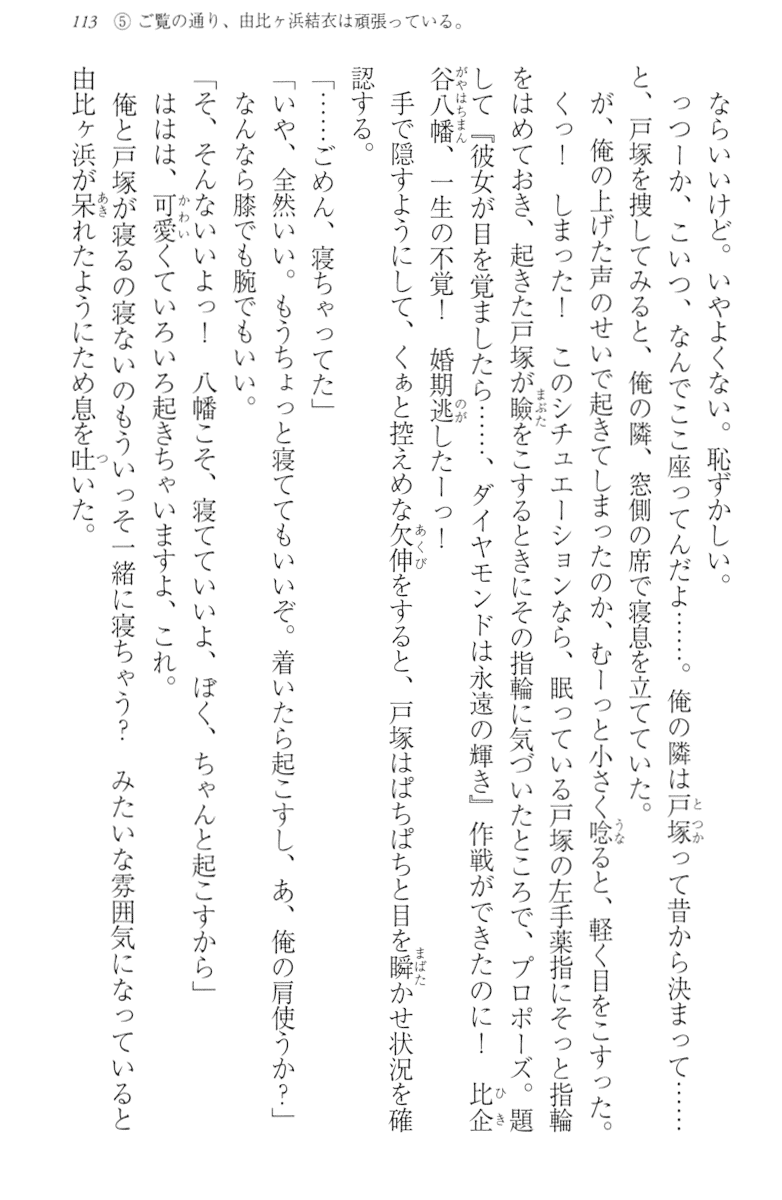 113 ⑤ ご覧の通り、由比ヶ浜結衣は頑張っている。
ならいいけど。いやよくない。恥ずかしい。
っつーか、こいつ、なんでここ座ってんだよ……。俺の隣は戸塚って昔から決まって……
と、戸塚を捜してみると、俺の隣、窓側の席で寝息を立てていた。
が、俺の上げた声のせいで起きてしまったのか、むーっと小さく唸ると、軽く目をこすった。
くっ！　しまった！　このシチュエーションなら、眠っている戸塚の左手薬指にそっと指輪
をはめておき、起きた戸塚が瞼をこするときにその指輪に気づいたところで、プロポーズ。題
して『彼女が目を覚ましたら……、ダイヤモンドは永遠の輝き』作戦ができたのに！　比企
谷八幡、一生の不覚！　婚期逃したーっ！
手で隠すようにして、くぁと控えめな欠伸をすると、戸塚はぱちぱちと目を瞬かせ状況を確
認する。
「……ごめん、寝ちゃってた」
「いや、全然いい。もうちょっと寝ててもいいぞ。着いたら起こすし、あ、俺の肩使うか？」
なんなら膝でも腕でもいい。
「そ、そんないいよっ！　八幡こそ、寝てていいよ、ぼく、ちゃんと起こすから」
ははは、可愛くていろいろ起きちゃいますよ、これ。
俺と戸塚が寝るの寝ないのもういっそ一緒に寝ちゃう？　みたいな雰囲気になっていると
由比ヶ浜が呆れたようにため息を吐いた。